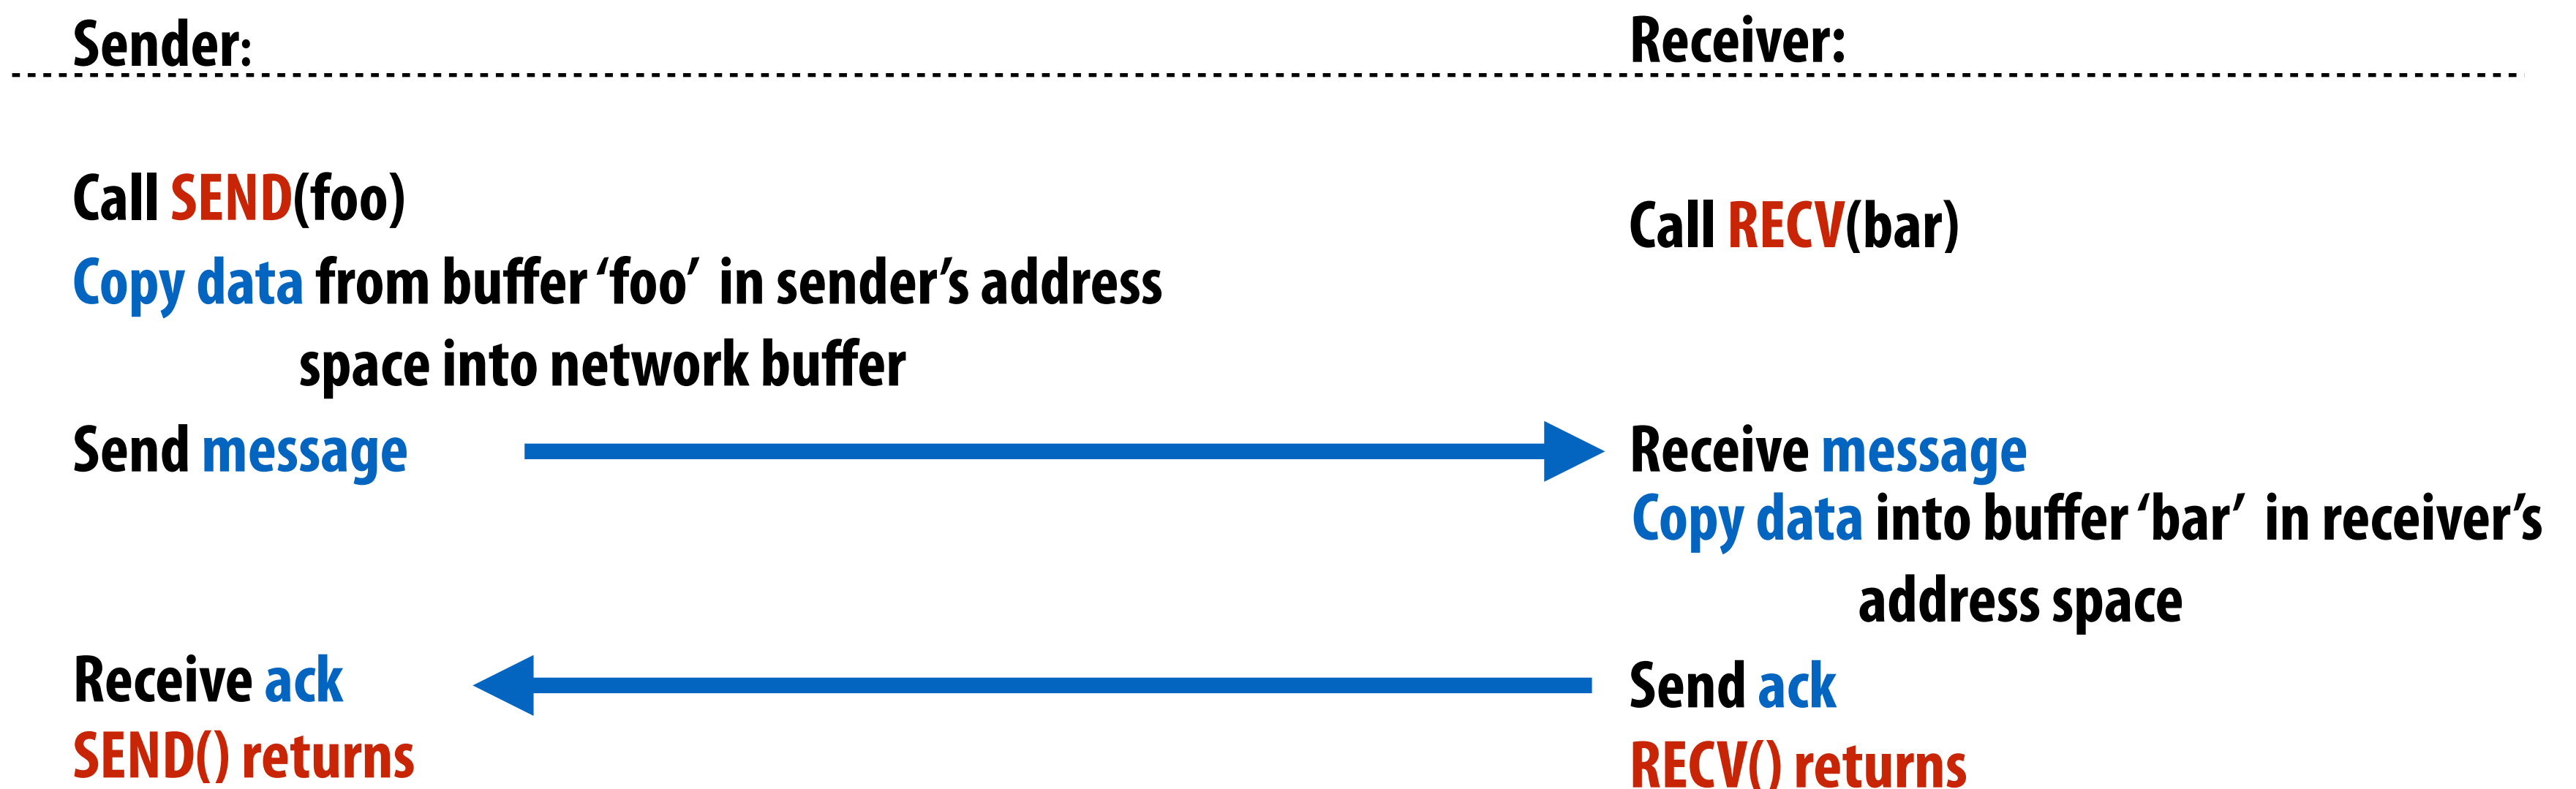 Sender:
Receiver:
Call SEND(foo)
Call RECV(bar)
Copy data from buffer ‘foo’ in sender’s address
space into network buffer
Send message
Receive message
Copy data into buffer ‘bar’ in receiver’s
address space
Receive ack
Send ack
SEND() returns
RECV() returns